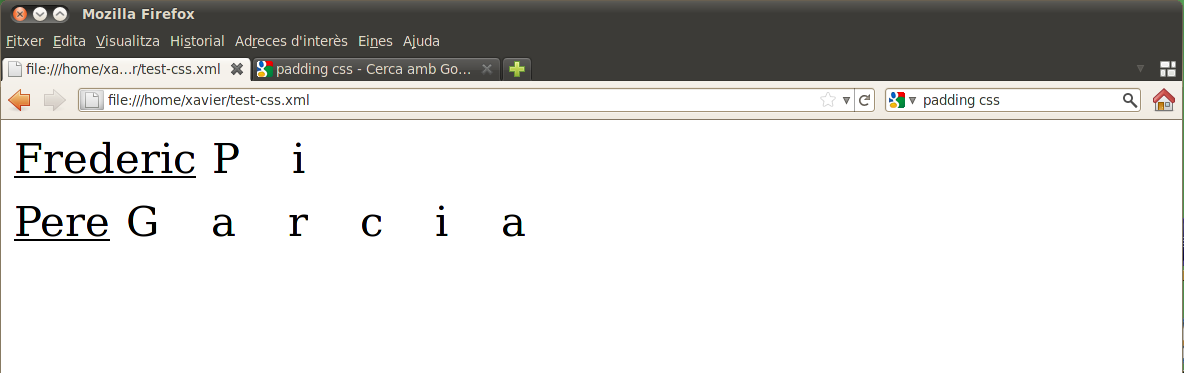 Mozilla Firefox
Fitxer Edita Visualitza Historial Adreces d'interès Eines Ajuda
file:///home/xa...r/test-css.xml padding css - Cerca amb Go...
file:///home/xavier/test-css.xml padding css
Frederic P i
Pere G a r c i a